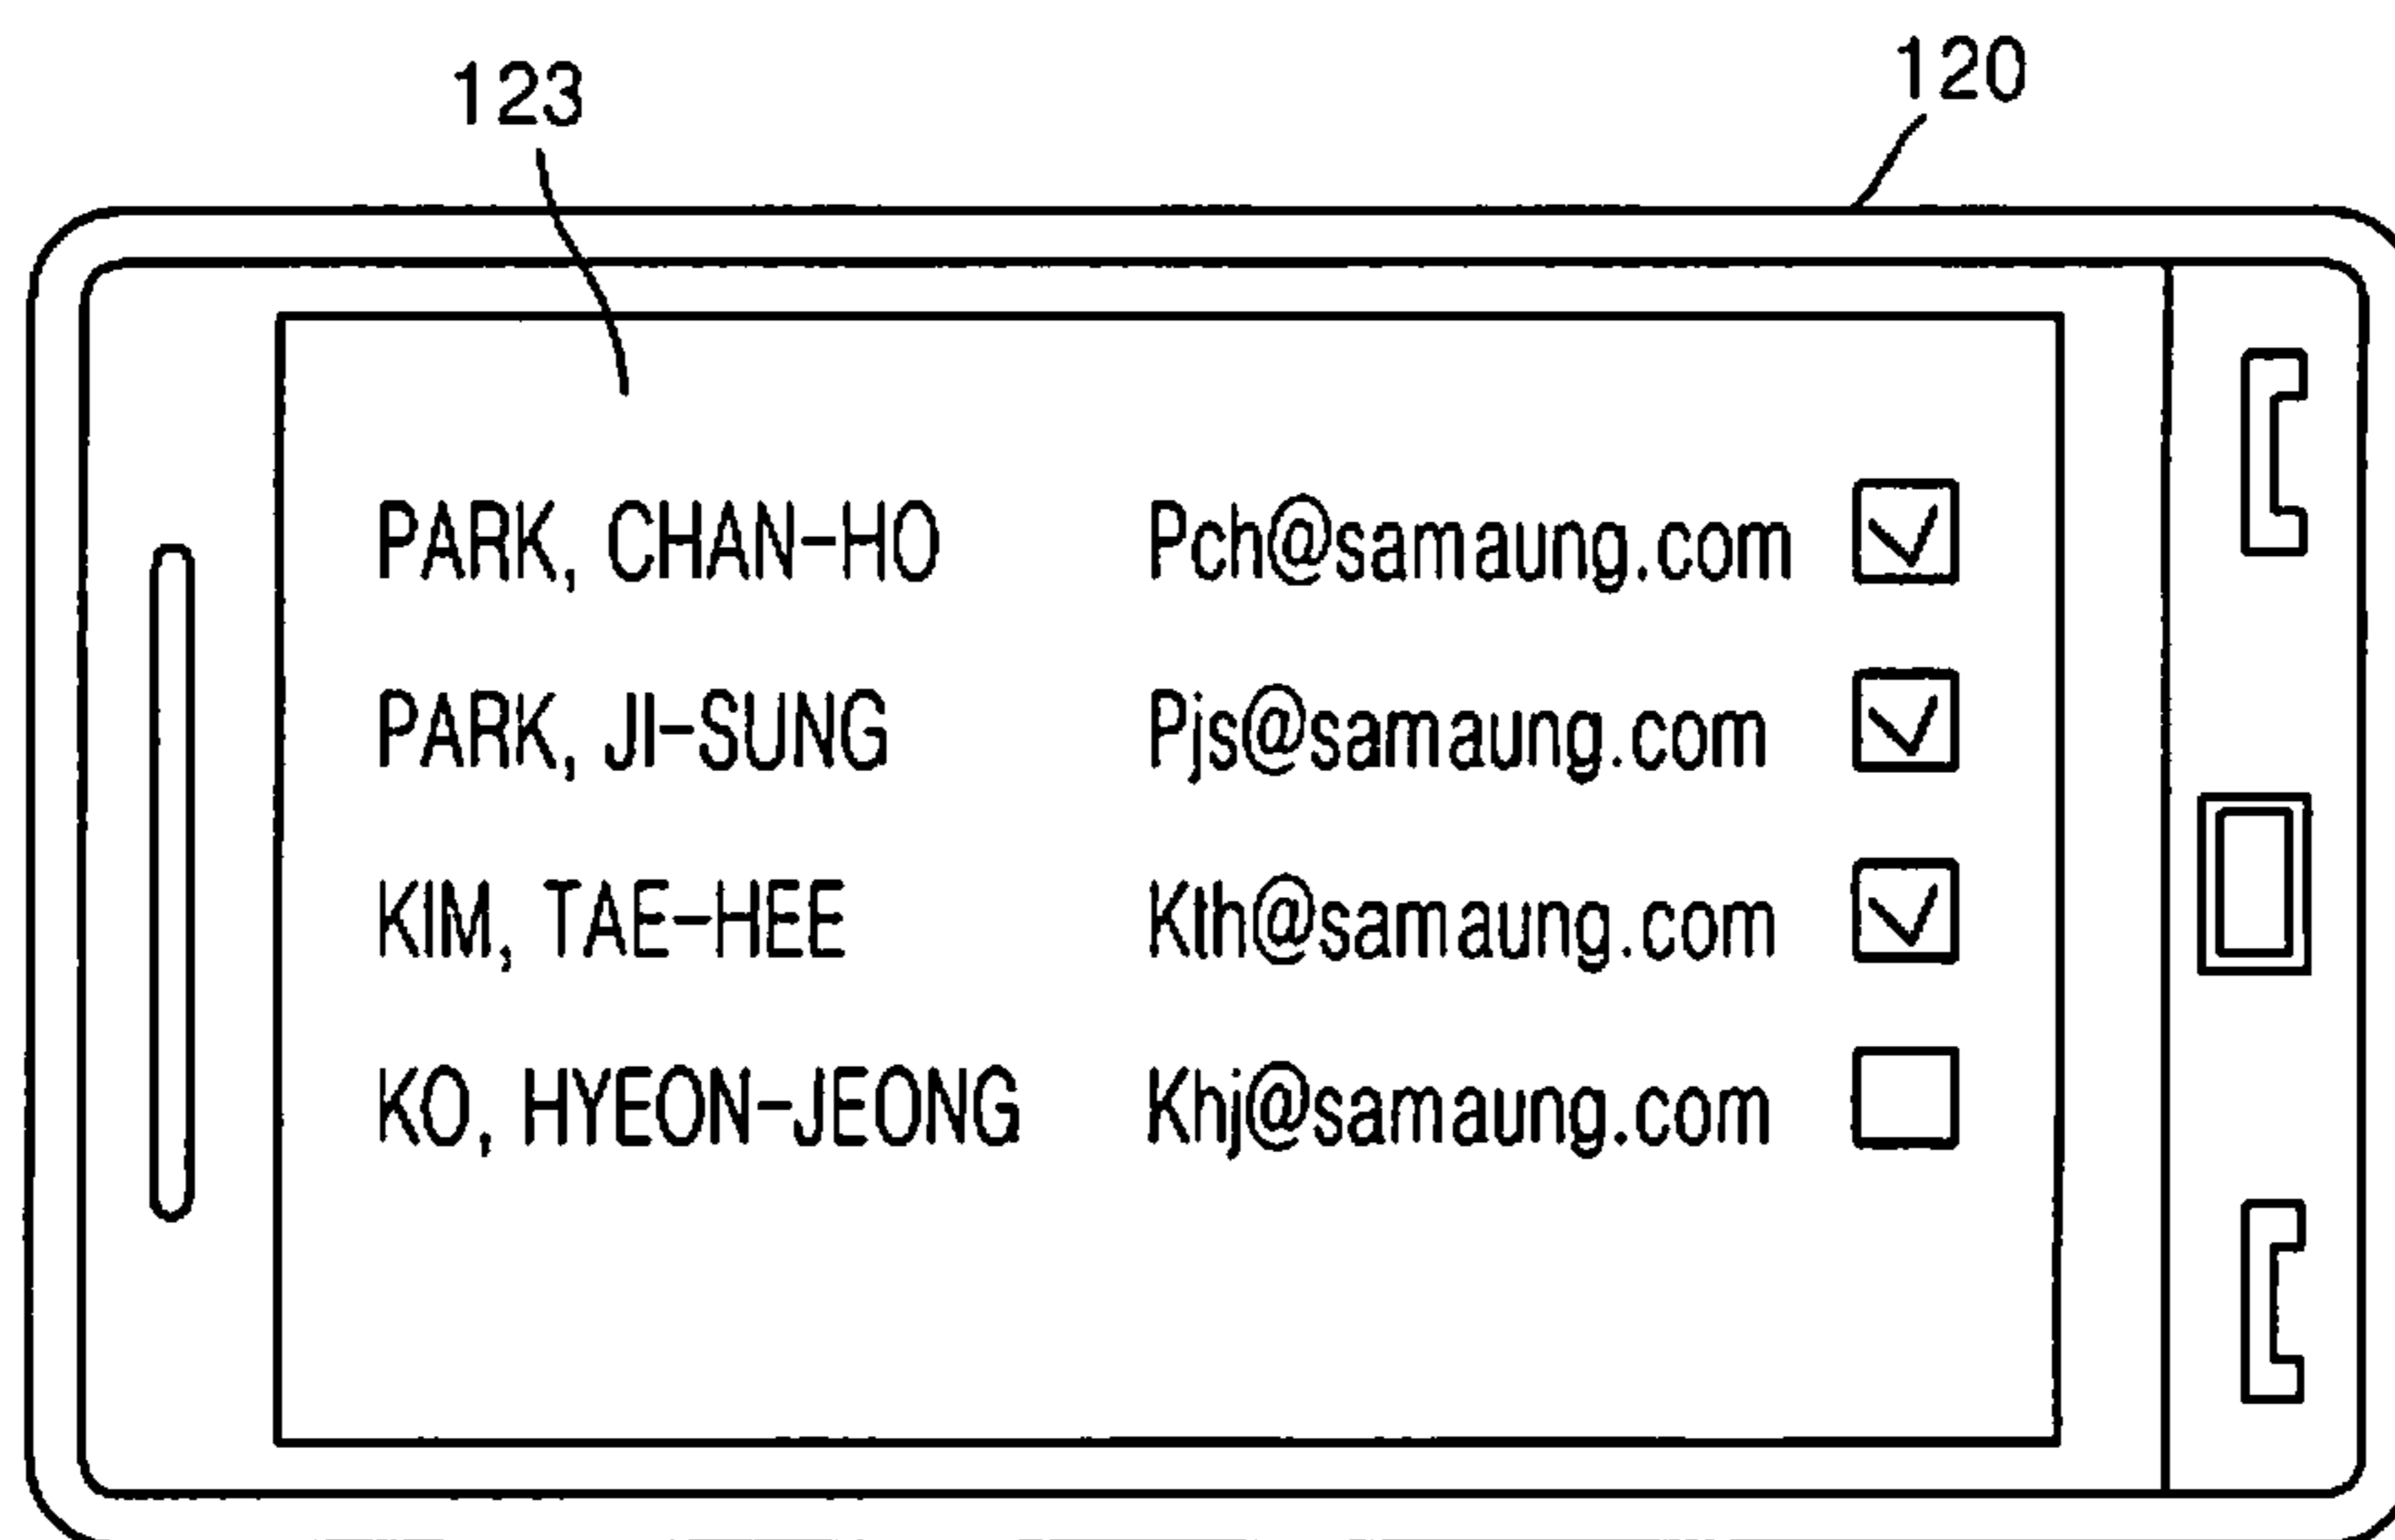 123 120
PARK, CHAN-HO Pch@samaung.com
PARK, JI-SUNG Pjs@samaung.com
KIM, TAE-HEE Kth@samaung.com
KO, HYEON-JEONG Khj@samaung.com